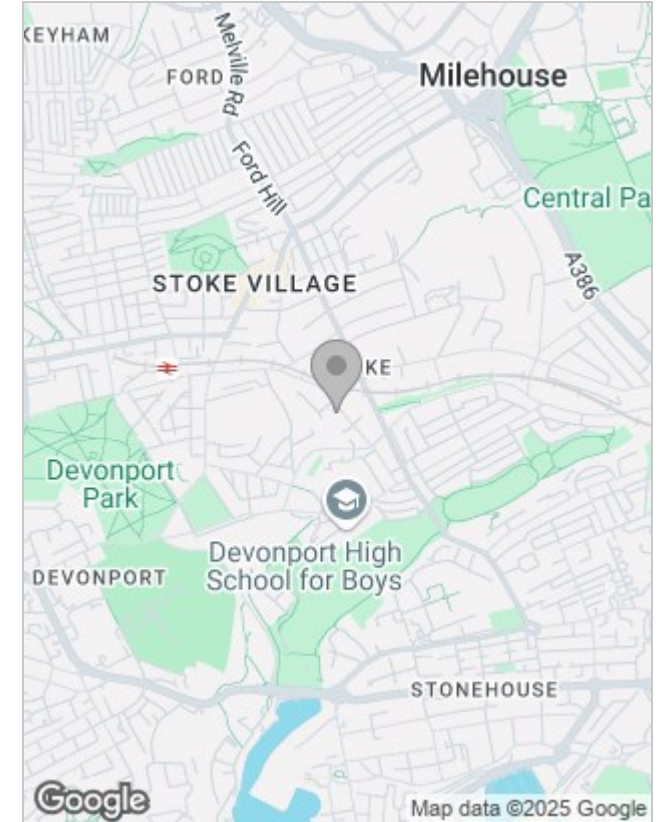 KEYHAM
FORD
Melville Rd
Milehouse
Ford Hill
Central Pa
A386
STOKE VILLAGE
KE
Devonport
Park
Devonport High
School for Boys
DEVONPORT
STONEHOUSE
Google
Map data ©2025 Google